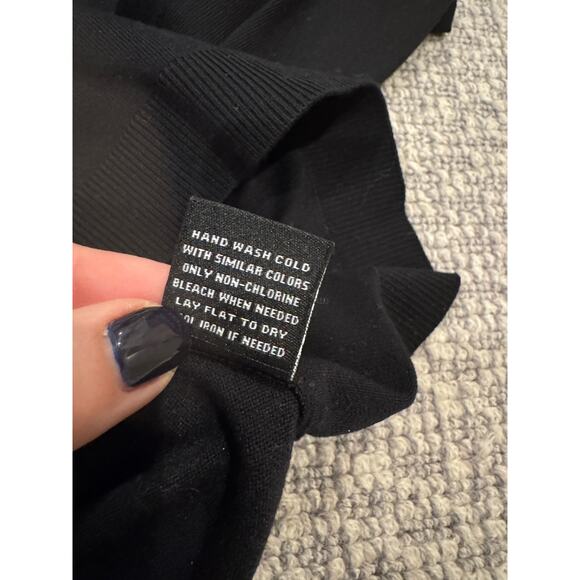 HAND WASH COLD
WITH SIMILAR COLORS
ONLY NON-CHLORINE
BLEACH WHEN NEEDED
LAY FLAT TO DRY
IRON IF NEEDED